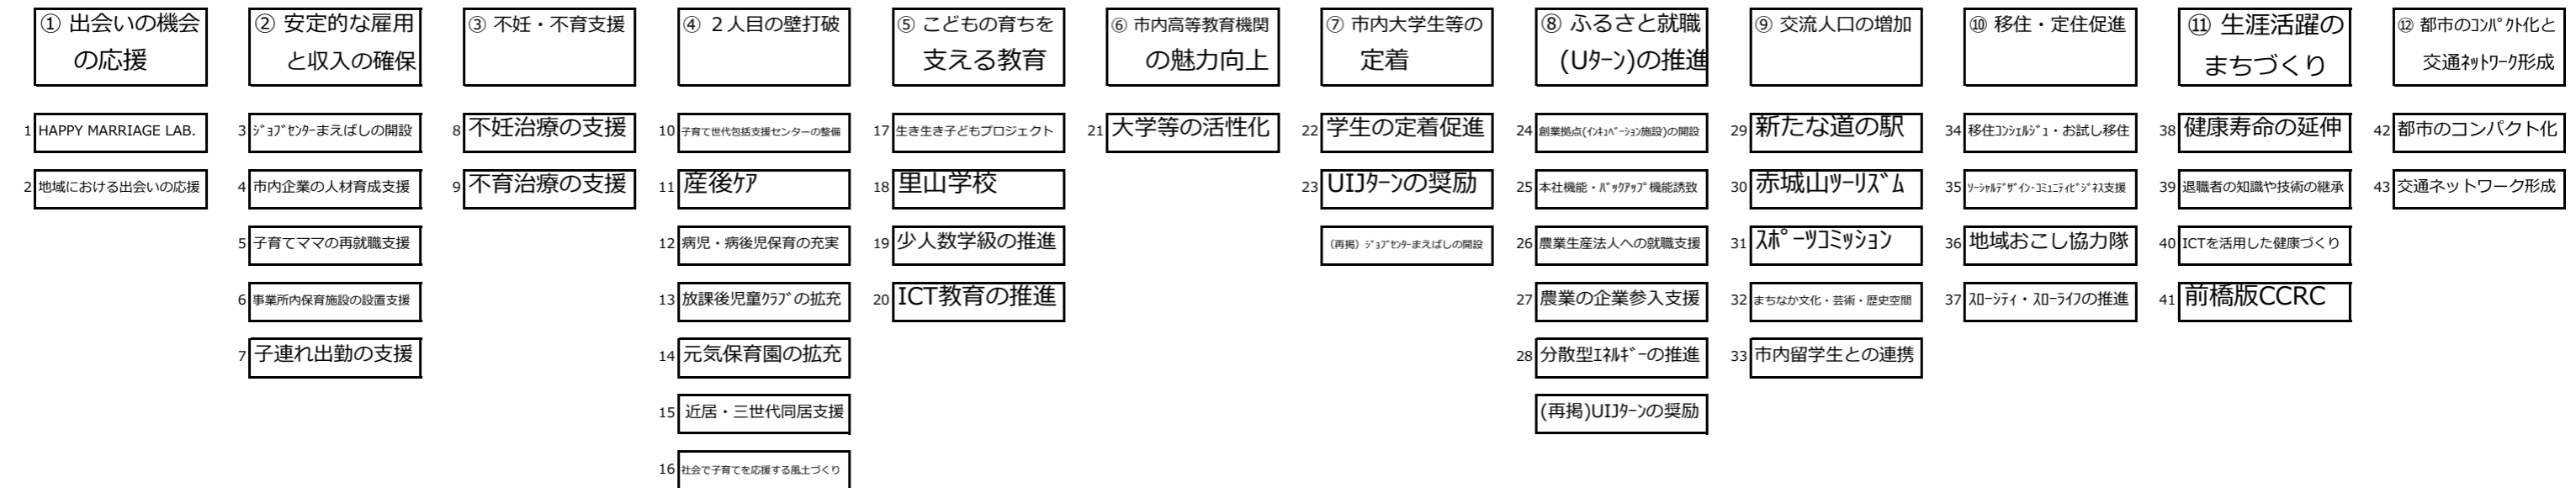 ① 出会いの機会
の応援
② 安定的な雇用
と収入の確保
③ 不妊・不育支援
④ ２人目の壁打破
⑤ こどもの育ちを
支える教育
⑥ 市内高等教育機関
の魅力向上
⑦ 市内大学生等の
定着
⑧ ふるさと就職
(Uﾀｰﾝ)の推進
⑨ 交流人口の増加
⑩ 移住・定住促進
⑪ 生涯活躍の
まちづくり
⑫ 都市のｺﾝﾊﾟｸﾄ化と
交通ﾈｯﾄﾜｰｸ形成
1 HAPPY MARRIAGE LAB.
2 地域における出会いの応援
3 ｼﾞｮﾌﾞｾﾝﾀｰまえばしの開設
4 市内企業の人材育成支援
5 子育てママの再就職支援
6 事業所内保育施設の設置支援
7 子連れ出勤の支援
8 不妊治療の支援
9 不育治療の支援
10 子育て世代包括支援センターの整備
11 産後ｹｱ
12 病児・病後児保育の充実
13 放課後児童ｸﾗﾌﾞの拡充
14 元気保育園の拡充
15 近居・三世代同居支援
16 社会で子育てを応援する風土づくり
17 生き生き子どもプロジェクト
18 里山学校
19 少人数学級の推進
20 ICT教育の推進
21 大学等の活性化
22 学生の定着促進
23 UIJﾀｰﾝの奨励
（再掲）ｼﾞｮﾌﾞｾﾝﾀｰまえばしの開設
24 創業拠点(ｲﾝｷｭﾍﾞｰｼｮﾝ施設)の開設
25 本社機能・ﾊﾞｯｸｱｯﾌﾟ機能誘致
26 農業生産法人への就職支援
27 農業の企業参入支援
28 分散型ｴﾈﾙｷﾞｰの推進
(再掲)UIJﾀｰﾝの奨励
29 新たな道の駅
30 赤城山ﾂｰﾘｽﾞﾑ
31 ｽﾎﾟｰﾂｺﾐｯｼｮﾝ
32 まちなか文化・芸術・歴史空間
33 市内留学生との連携
34 移住ｺﾝｼｪﾙｼﾞｭ・お試し移住
35 ｿｰｼｬﾙﾃﾞｻﾞｲﾝ・ｺﾐｭﾆﾃｨﾋﾞｼﾞﾈｽ支援
36 地域おこし協力隊
37 ｽﾛｰｼﾃｨ・ｽﾛｰﾗｲﾌの推進
38 健康寿命の延伸
39 退職者の知識や技術の継承
40 ICTを活用した健康づくり
41 前橋版CCRC
42 都市のコンパクト化
43 交通ネットワーク形成